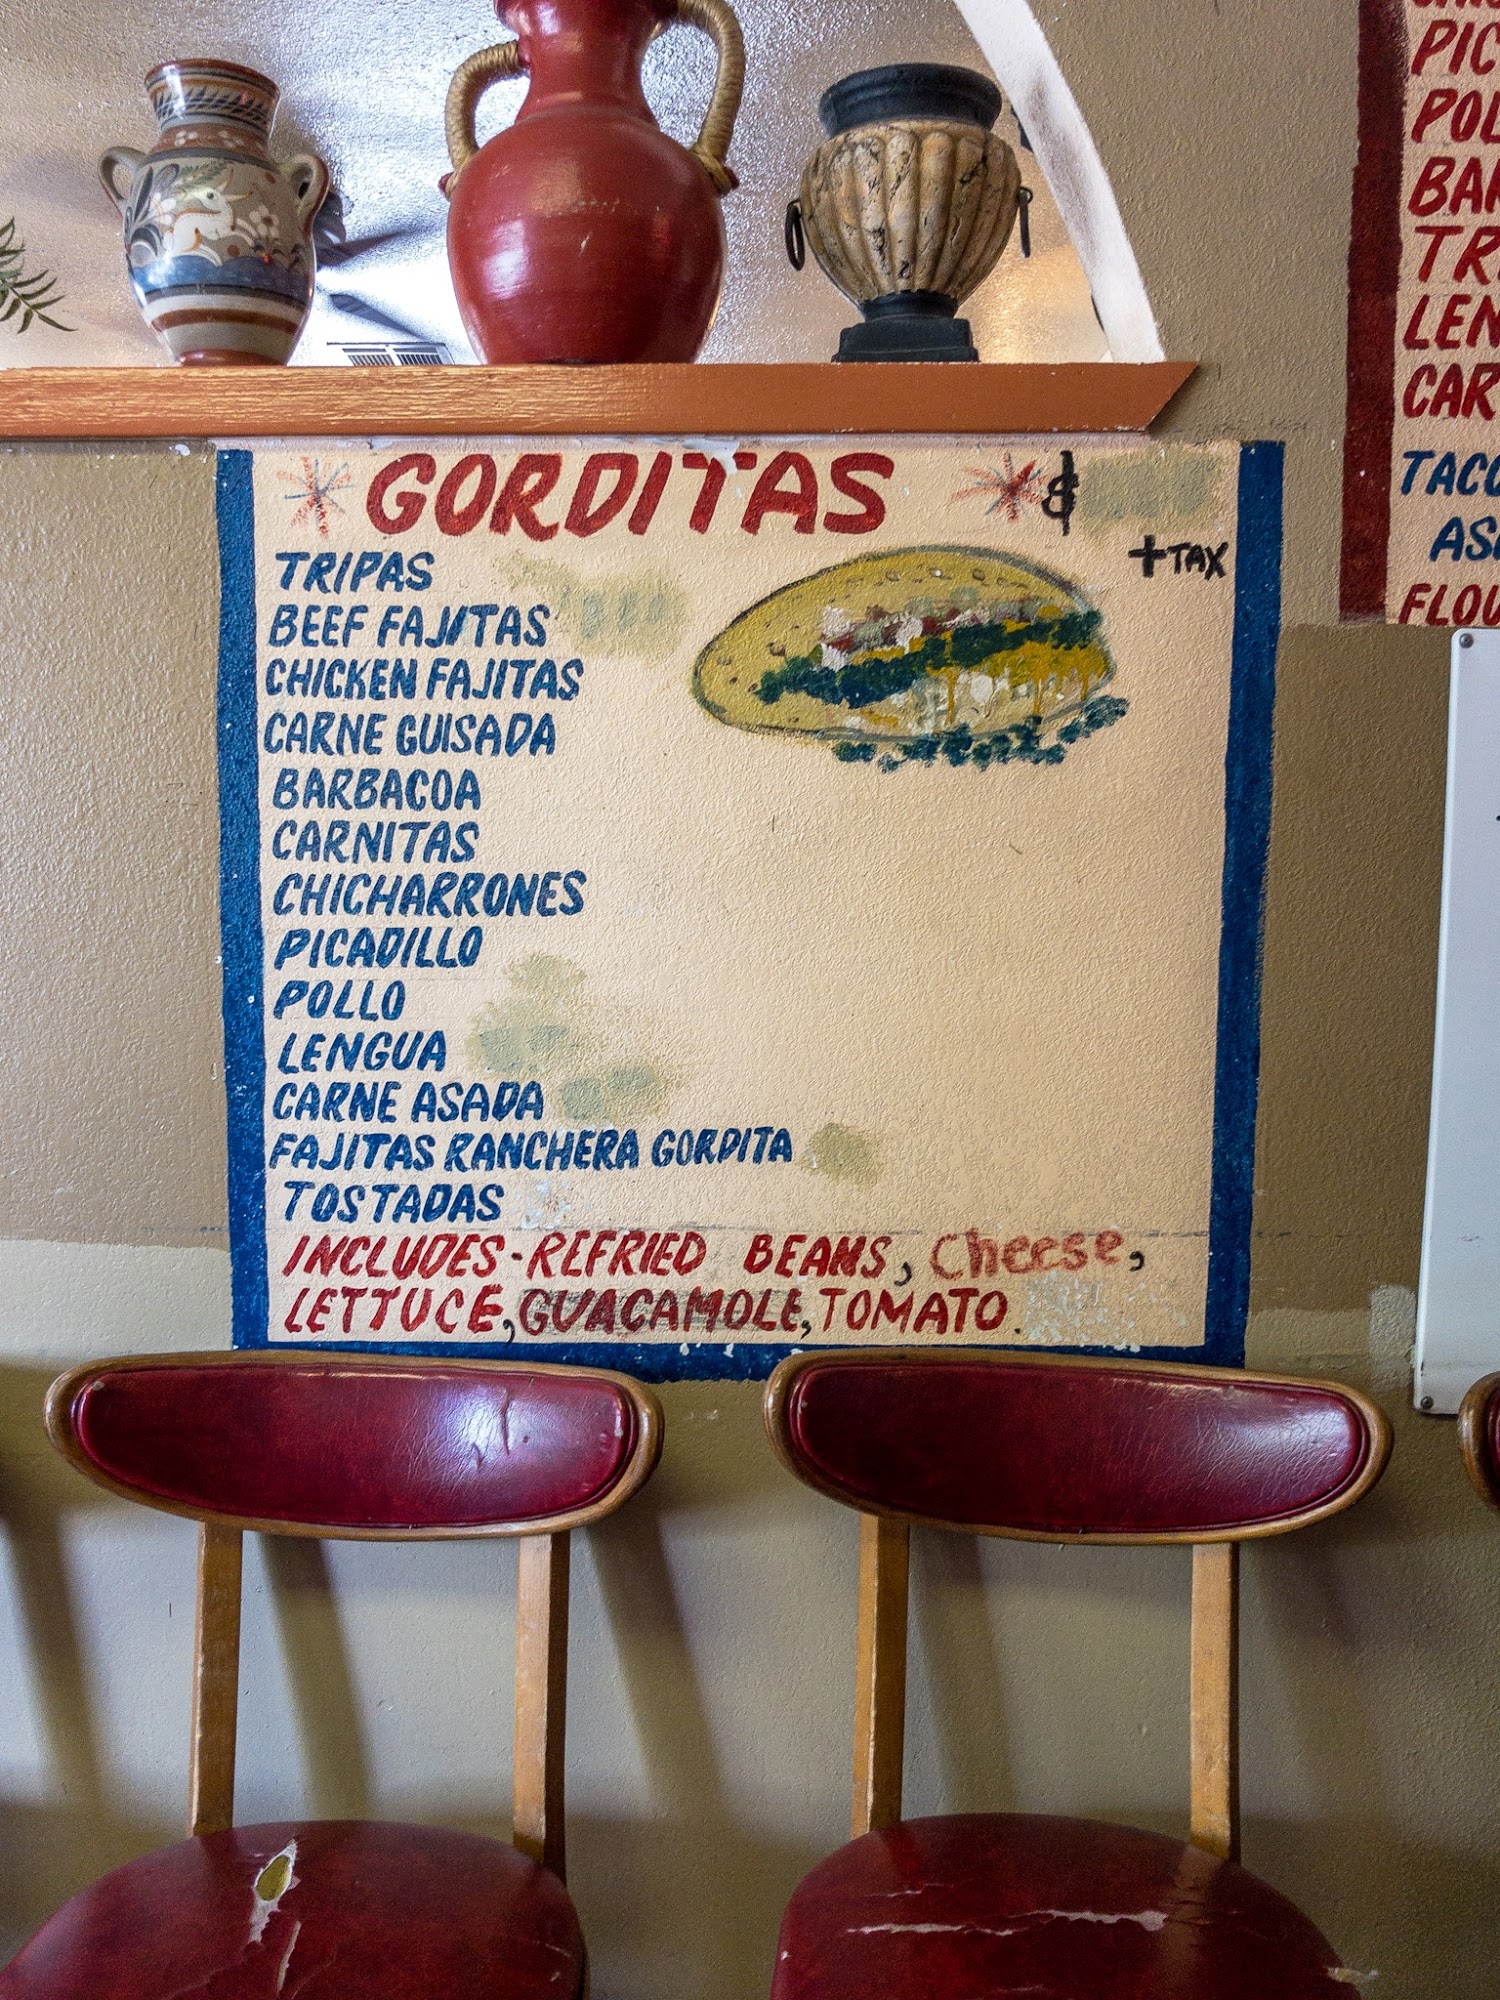 GORDITAS &
+TAX
TRIPAS
BEEF FAJITAS
CHICKEN FAJITAS
CARNE GUISADA
BARBACOA
CARNITAS
CHICHARRONES
PICADILLO
POLLO
LENGUA
CARNE ASADA
FAJITAS RANCHERA GORDITA
TOSTADAS
INCLUDES-REFRIED BEANS, Cheese,
LETTUCE, GUACAMOLE, TOMATO.